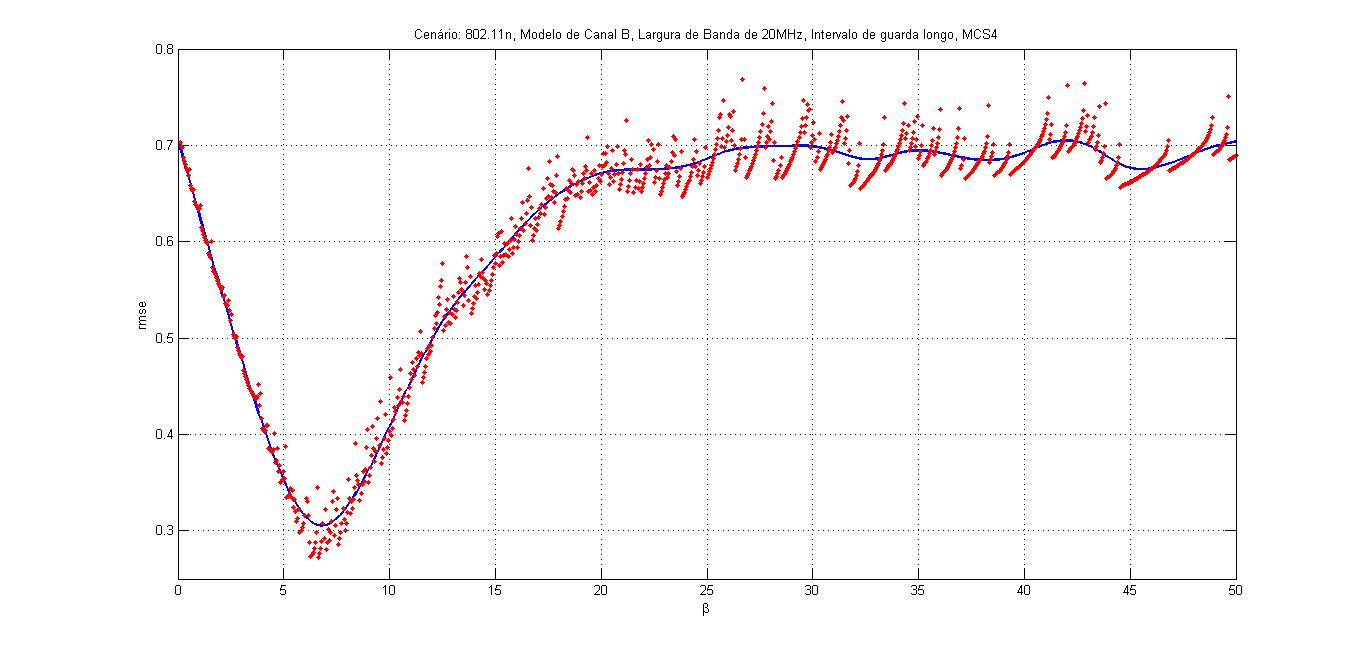 Cenário: 802.11n, Modelo de Canal B, Largura de Banda de 20MHz, Intervalo de guarda longo, MCS4
0.8
0.7
0.6
0.5
0.4
0.3
rmse
0 5 10 15 20 25 30 35 40 45 50
β